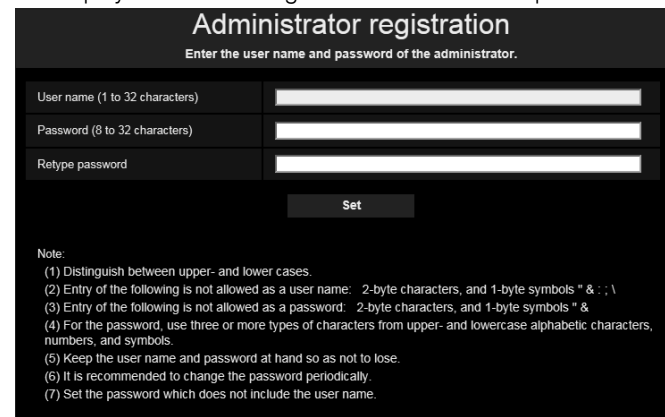 Administrator registration
Enter the user name and password of the administrator.
User name (1 to 32 characters)
Password (8 to 32 characters)
Retype password
Set
Note:
(1) Distinguish between upper- and lower cases.
(2) Entry of the following is not allowed as a user name: 2-byte characters, and 1-byte symbols " & : ; \
(3) Entry of the following is not allowed as a password: 2-byte characters, and 1-byte symbols " &
(4) For the password, use three or more types of characters from upper- and lowercase alphabetic characters,
numbers, and symbols.
(5) Keep the user name and password at hand so as not to lose.
(6) It is recommended to change the password periodically.
(7) Set the password which does not include the user name.